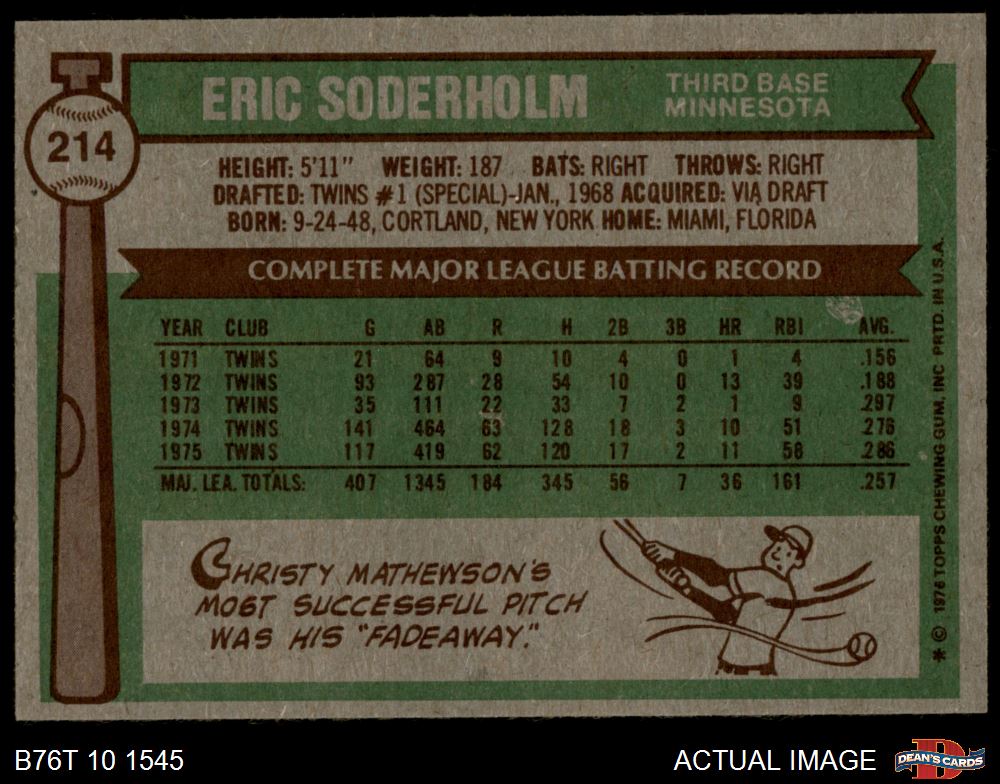 214
ERIC SODERHOLM
THIRD BASE
MINNESOTA
HEIGHT: 5'11" WEIGHT: 187 BATS: RIGHT THROWS: RIGHT
DRAFTED: TWINS #1 (SPECIAL)-JAN., 1968 ACQUIRED: VIA DRAFT
BORN: 9-24-48, CORTLAND, NEW YORK HOME: MIAMI, FLORIDA
COMPLETE MAJOR LEAGUE BATTING RECORD
YEAR CLUB G AB R H 2B 3B HR RBI AVG.
1971 TWINS 21 64 9 10 4 0 1 4 .156
1972 TWINS 93 287 28 54 10 0 13 39 .188
1973 TWINS 35 111 22 33 7 2 1 9 .297
1974 TWINS 141 464 63 128 18 3 10 51 .276
1975 TWINS 117 419 62 120 17 2 11 58 .286
MAJ. LEA. TOTALS: 407 1345 184 345 56 7 36 161 .257
CHRISTY MATHEWSON'S
MOST SUCCESSFUL PITCH
WAS HIS "FADEAWAY."
* © 1976 TOPPS CHEWING GUM, INC PRTD. IN U.S.A.
B76T 10 1545
ACTUAL IMAGE
DEAN'S CARDS